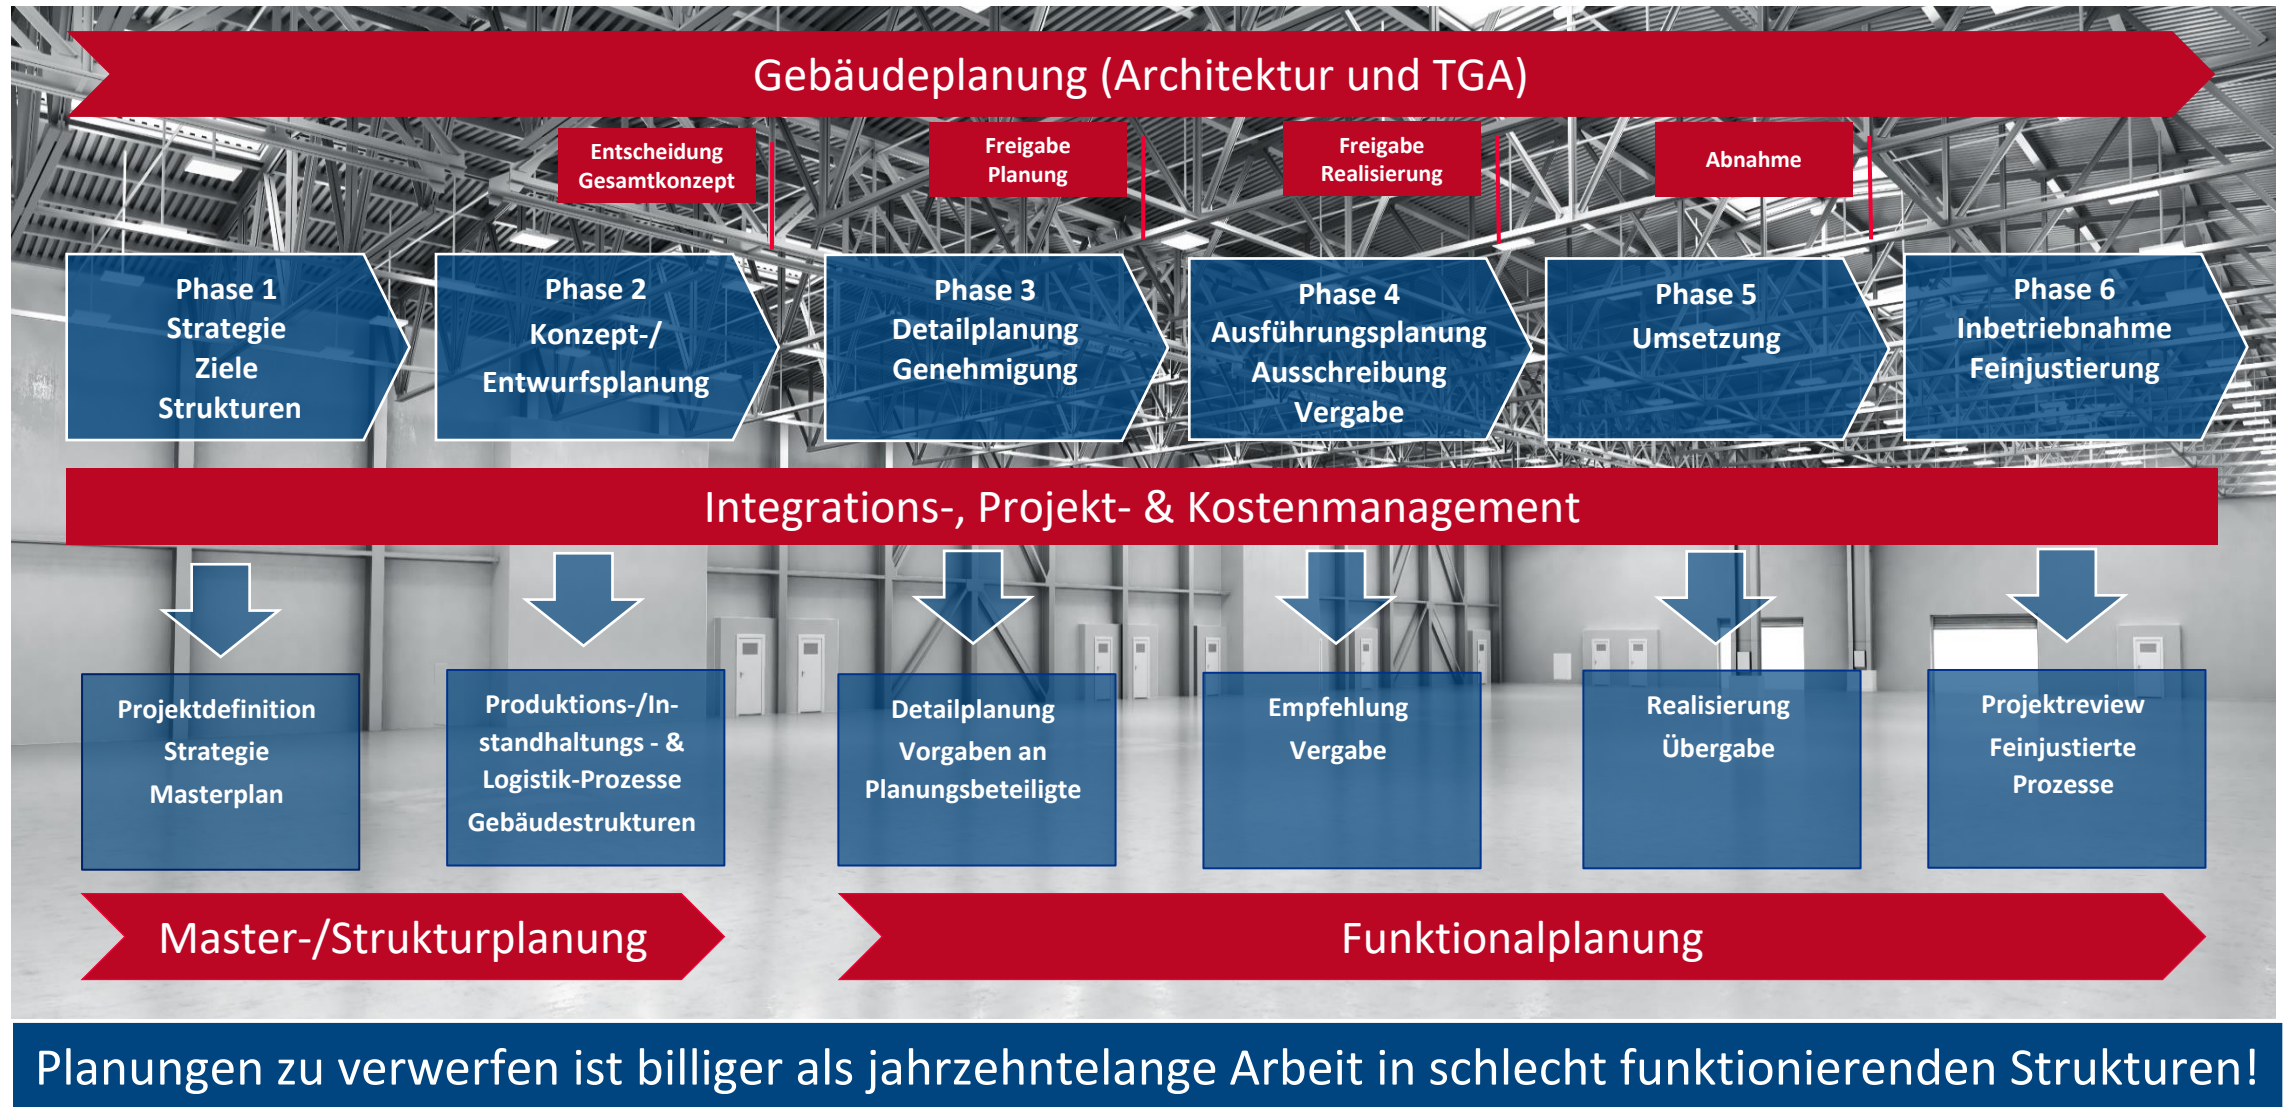 Gebäudeplanung (Architektur und TGA)
Entscheidung
Gesamtkonzept
Freigabe
Planung
Freigabe
Realisierung
Abnahme
Phase 1
Strategie
Ziele
Strukturen
Phase 2
Konzept-/
Entwurfsplanung
Phase 3
Detailplanung
Genehmigung
Phase 4
Ausführungsplanung
Ausschreibung
Vergabe
Phase 5
Umsetzung
Phase 6
Inbetriebnahme
Feinjustierung
Integrations-, Projekt- & Kostenmanagement
Projektdefinition
Strategie
Masterplan
Produktions-/In-
standhaltungs - &
Logistik-Prozesse
Gebäudestrukturen
Detailplanung
Vorgaben an
Planungsbeteiligte
Empfehlung
Vergabe
Realisierung
Übergabe
Projektreview
Feinjustierte
Prozesse
Master-/Strukturplanung
Funktionalplanung
Planungen zu verwerfen ist billiger als jahrzehntelange Arbeit in schlecht funktionierenden Strukturen!